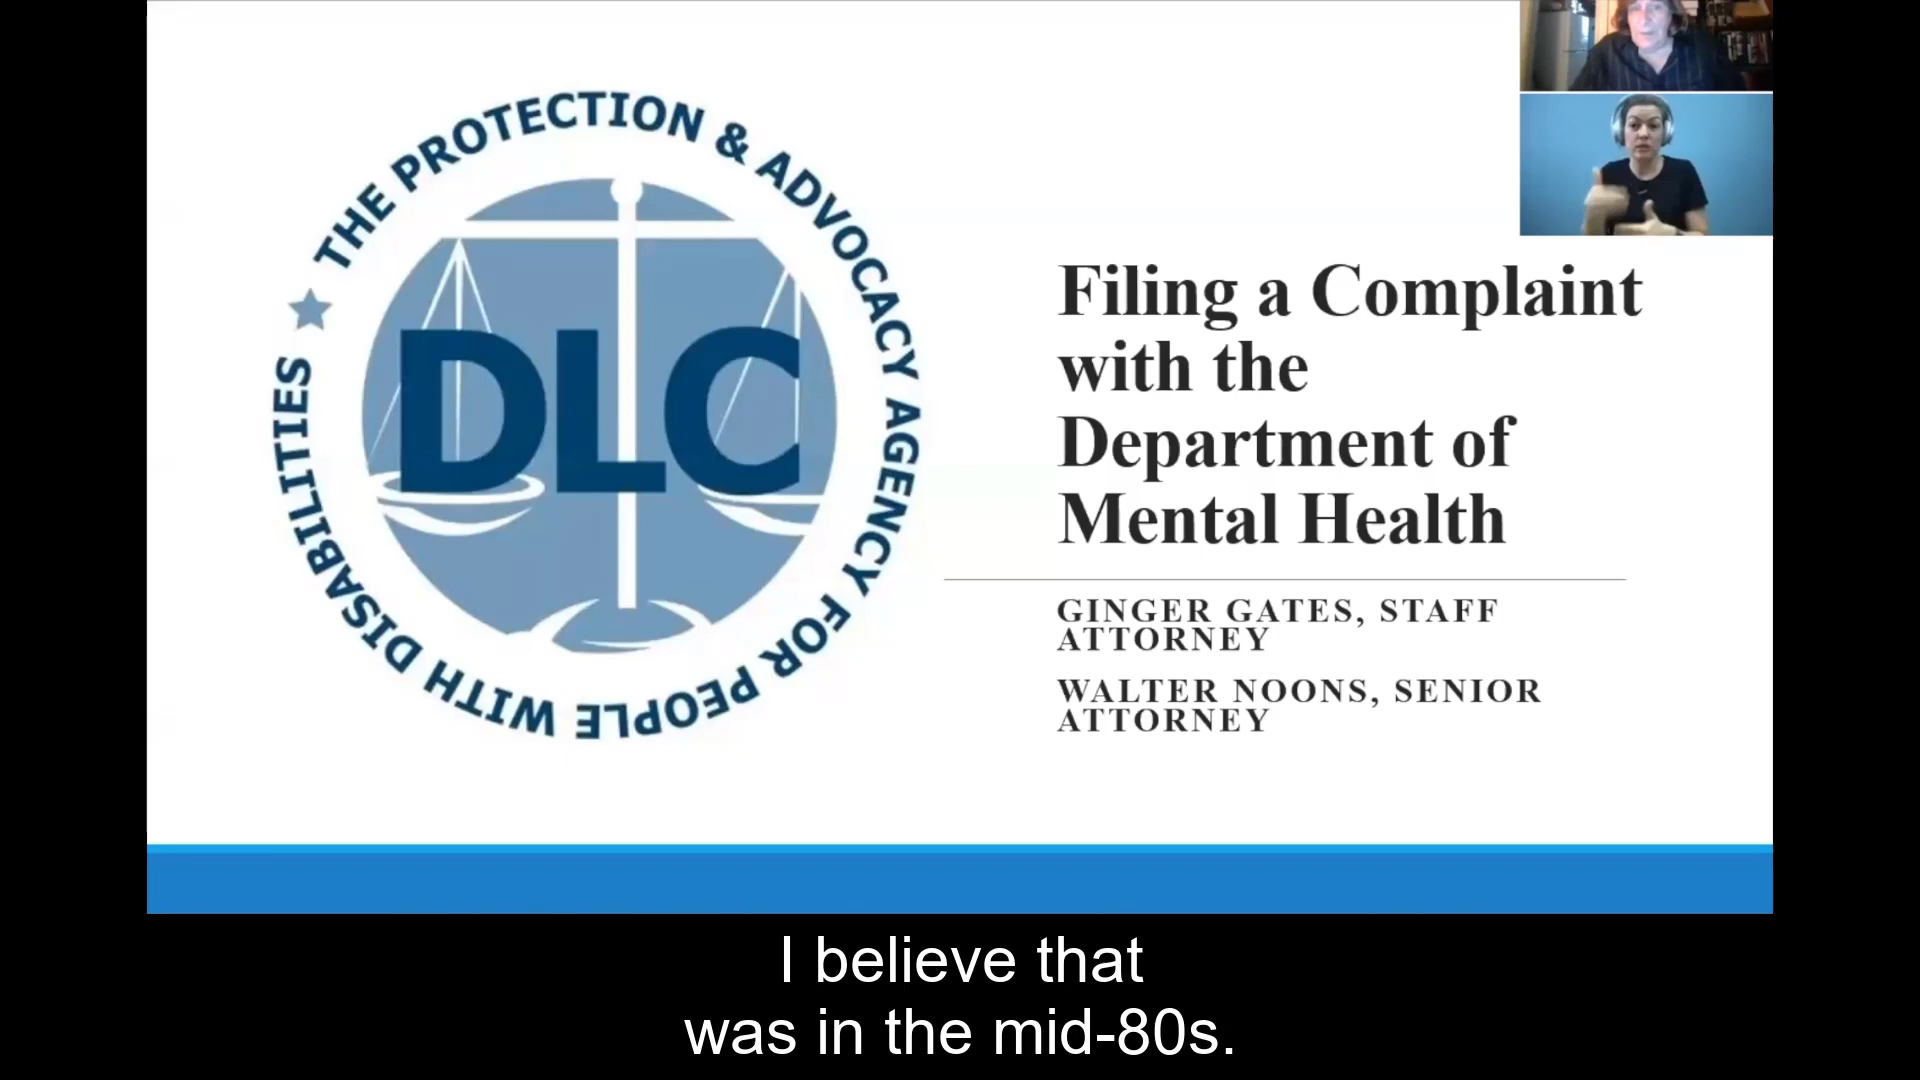 THE PROTECTION & ADVOCACY AGENCY FOR PEOPLE WITH DISABILITIES
DLC
Filing a Complaint
with the
Department of
Mental Health
GINGER GATES, STAFF
ATTORNEY
WALTER NOONS, SENIOR
ATTORNEY
I believe that
was in the mid-80s.